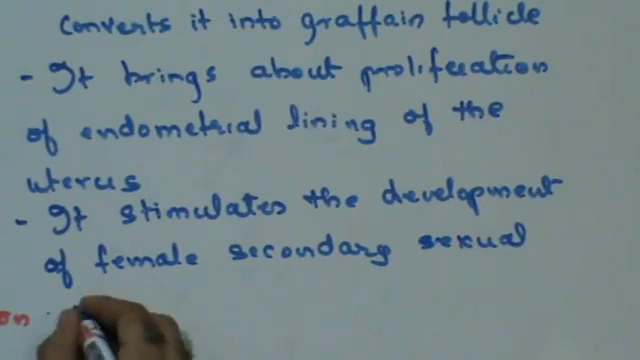 converts it into graffain follicle
- It brings about proliferation
of endometrial lining of the
uterus
- It stimulates the development
of female secondary sexual